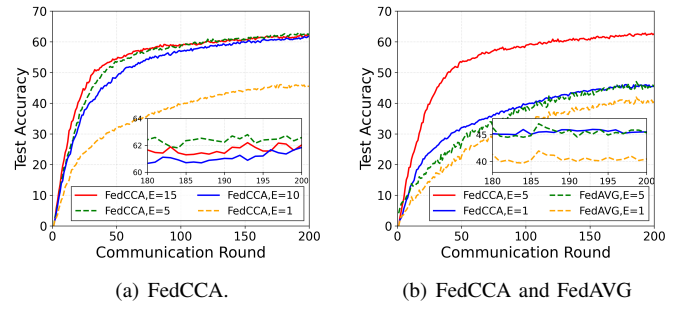 70
60
50
40
30
20
10
0
Test Accuracy
64
62
60
180 185 190 195 200
FedCCA,E=15 FedCCA,E=10
FedCCA,E=5 FedCCA,E=1
0 50 100 150 200
Communication Round
(a) FedCCA.
70
60
50
40
30
20
10
0
Test Accuracy
45
40
180 185 190 195 200
FedCCA,E=5 FedAVG,E=5
FedCCA,E=1 FedAVG,E=1
0 50 100 150 200
Communication Round
(b) FedCCA and FedAVG